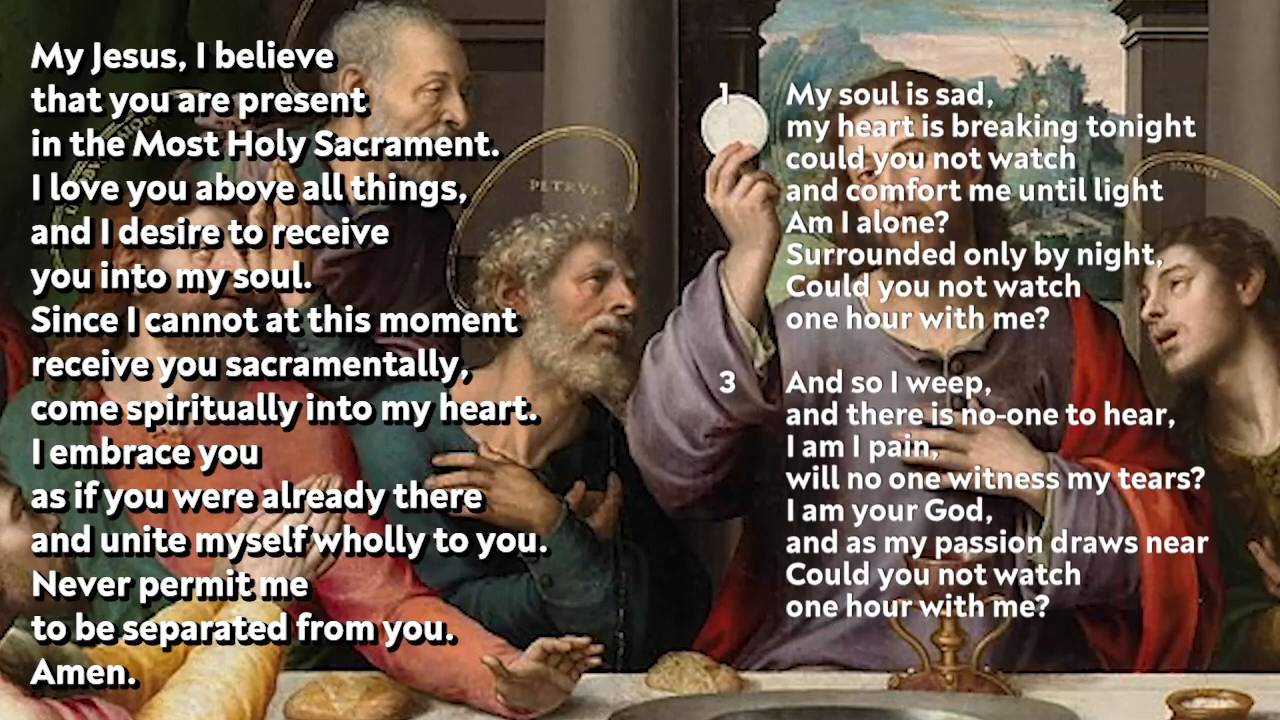 My Jesus, I believe
that you are present
in the Most Holy Sacrament.
I love you above all things,
and I desire to receive
you into my soul.
Since I cannot at this moment
receive you sacramentally,
come spiritually into my heart.
I embrace you
as if you were already there
and unite myself wholly to you.
Never permit me
to be separated from you.
Amen.
PETRVS
1 My soul is sad,
my heart is breaking tonight
could you not watch
and comfort me until light
Am I alone?
Surrounded only by night,
Could you not watch
one hour with me?
3 And so I weep,
and there is no-one to hear,
I am I pain,
will no one witness my tears?
I am your God,
and as my passion draws near
Could you not watch
one hour with me?